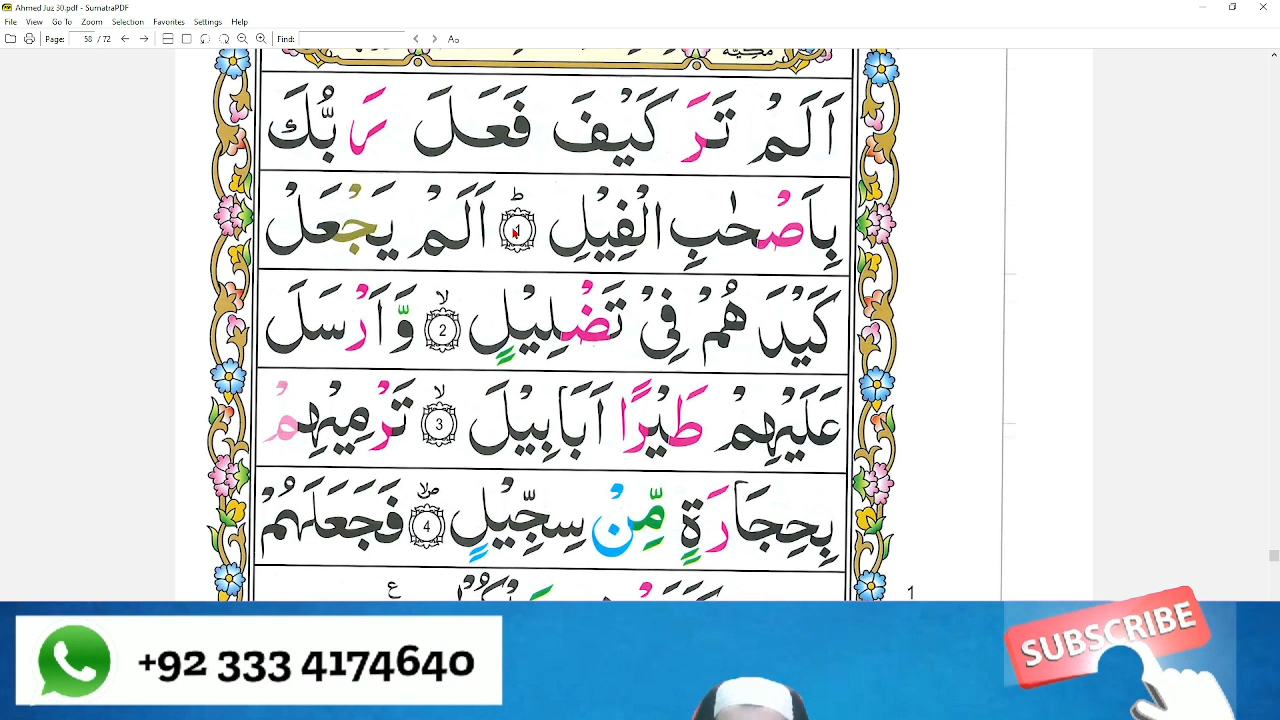 Ahmed Juz 30.pdf - SumatraPDF
File View Go To Zoom Selection Favorites Settings Help
Page: 58 / 72 Find:
مكية
اَلَمْ تَرَ كَيْفَ فَعَلَ رَبُّكَ
بِاَصْحٰبِ الْفِيْلِ ؕ اَلَمْ يَجْعَلْ
كَيْدَهُمْ فِيْ تَضْلِيْلٍ ۙ 2 وَّاَرْسَلَ
عَلَيْهِمْ طَيْرًا اَبَابِيْلَ ۙ 3 تَرْمِيْهِمْ
بِحِجَارَةٍ مِّنْ سِجِّيْلٍ ۪ۙ 4 فَجَعَلَهُمْ
ع
1
+92 333 4174640
SUBSCRIBE